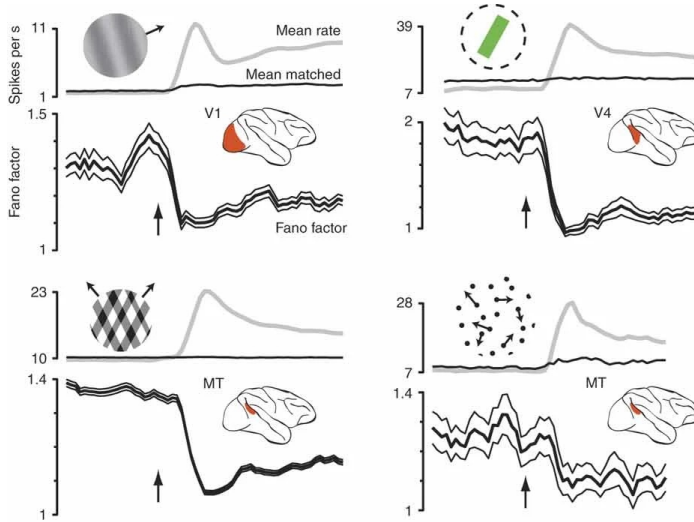 Spikes per s
11
1
Mean rate
Mean matched
39
7
Fano factor
1.5
1
V1
Fano factor
2
1
V4
23
10
28
7
1.4
1
MT
1.4
1
MT